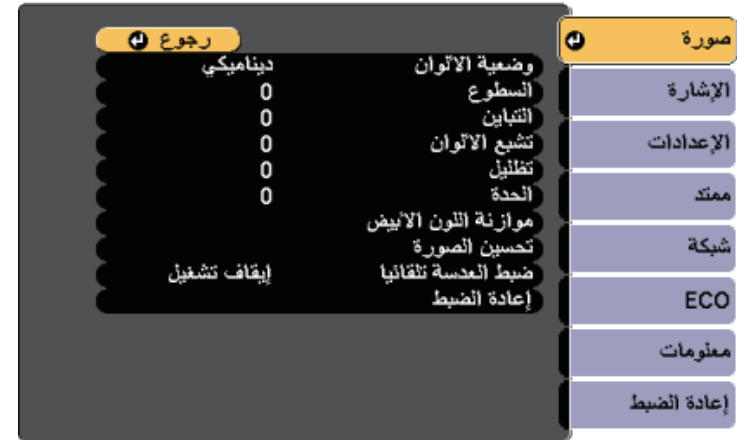 صورة
الإشارة
الإعدادات
ممتد
شبكة
ECO
معلومات
إعادة الضبط
رجوع
وضعية الألوان ديناميكي
السطوع 0
التباين 0
تشبع الألوان 0
تظليل 0
الحدة 0
موازنة اللون الأبيض
تحسين الصورة
ضبط العدسة تلقائيا إيقاف تشغيل
إعادة الضبط